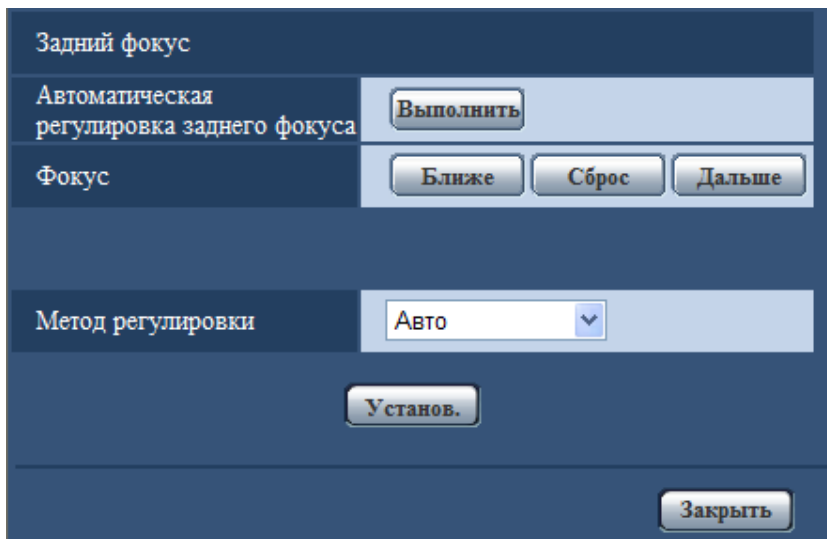 Задний фокус
Автоматическая
регулировка заднего фокуса
Выполнить
Фокус
Ближе Сброс Дальше
Метод регулировки
Авто
Установ.
Закрыть